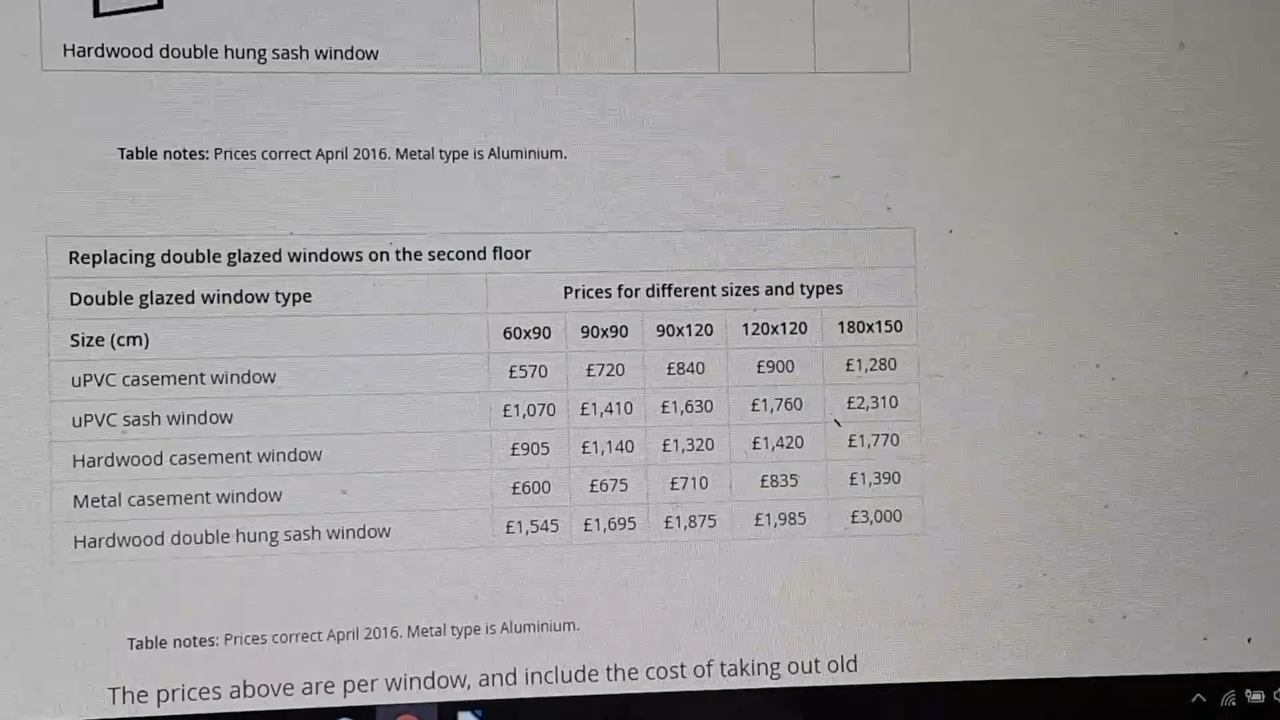 Hardwood double hung sash window
Table notes: Prices correct April 2016. Metal type is Aluminium.
Replacing double glazed windows on the second floor
Double glazed window type Prices for different sizes and types
Size (cm) 60x90 90x90 90x120 120x120 180x150
uPVC casement window £570 £720 £840 £900 £1,280
uPVC sash window £1,070 £1,410 £1,630 £1,760 £2,310
Hardwood casement window £905 £1,140 £1,320 £1,420 £1,770
Metal casement window £600 £675 £710 £835 £1,390
Hardwood double hung sash window £1,545 £1,695 £1,875 £1,985 £3,000
Table notes: Prices correct April 2016. Metal type is Aluminium.
The prices above are per window, and include the cost of taking out old